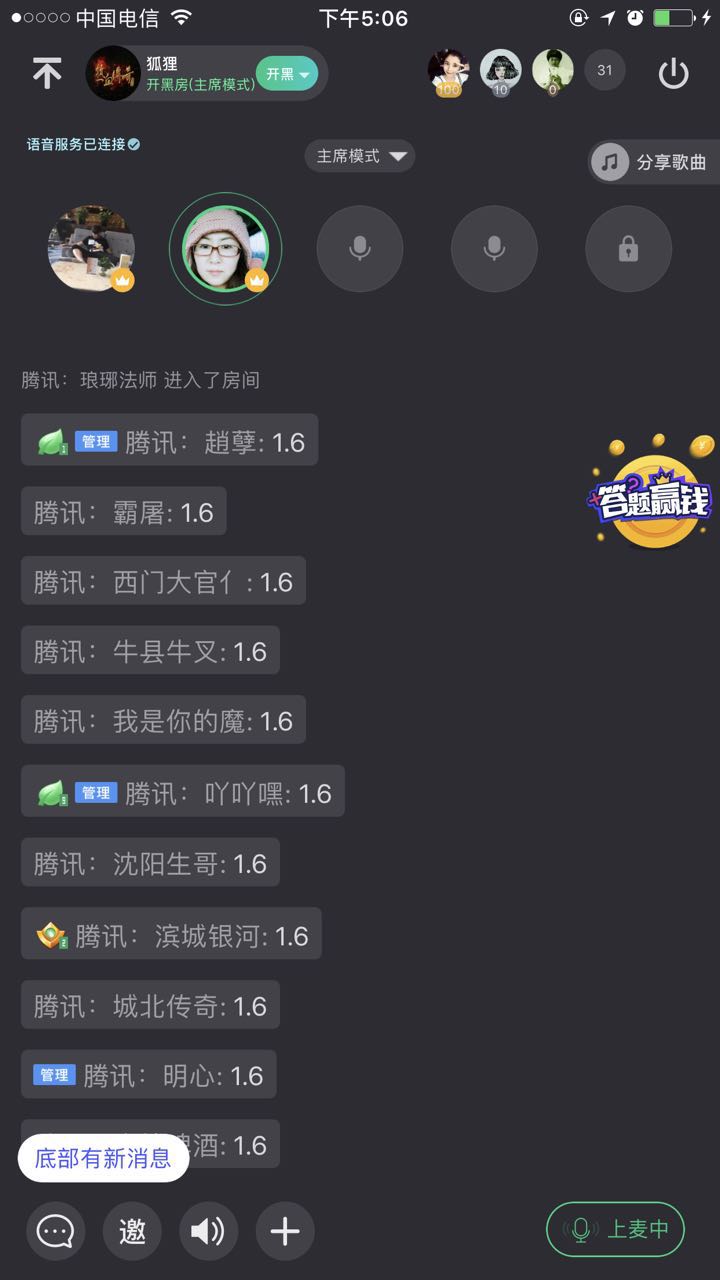 中国电信 下午5:06
狐狸
开黑房(主席模式)
开黑
100 10 0 31
语音服务已连接
主席模式
分享歌曲
腾讯：琅琊法师 进入了房间
管理 腾讯：趙孽: 1.6
答题赢钱
腾讯：霸屠: 1.6
腾讯：西门大官亻: 1.6
腾讯：牛县牛叉: 1.6
腾讯：我是你的魔: 1.6
管理 腾讯：吖吖嘿: 1.6
腾讯：沈阳生哥: 1.6
腾讯：滨城银河: 1.6
腾讯：城北传奇: 1.6
管理 腾讯：明心: 1.6
酒: 1.6
底部有新消息
邀
上麦中